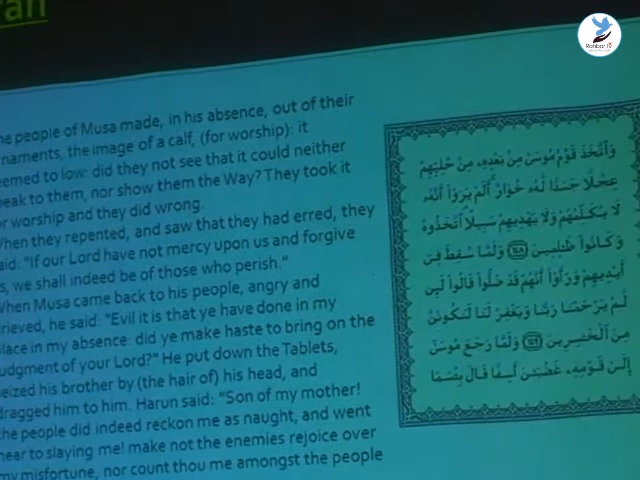 ran
he people of Musa made, in his absence, out of their
rnaments, the image of a calf, (for worship): it
eemed to low: did they not see that it could neither
peak to them, nor show them the Way? They took it
or worship and they did wrong.
When they repented, and saw that they had erred, they
aid: "If our Lord have not mercy upon us and forgive
s, we shall indeed be of those who perish."
When Musa came back to his people, angry and
rieved, he said: "Evil it is that ye have done in my
lace in my absence: did ye make haste to bring on the
udgment of your Lord?" He put down the Tablets,
eized his brother by (the hair of) his head, and
dragged him to him. Harun said: "Son of my mother!
the people did indeed reckon me as naught, and went
near to slaying me! make not the enemies rejoice over
my misfortune, nor count thou me amongst the people
وَٱتَّخَذَ قَوْمُ مُوسَىٰ مِنۢ بَعْدِهِۦ مِنْ حُلِيِّهِمْ
عِجْلًا جَسَدًا لَّهُۥ خُوَارٌ أَلَمْ يَرَوْا۟ أَنَّهُۥ
لَا يُكَلِّمُهُمْ وَلَا يَهْدِيهِمْ سَبِيلًا ٱتَّخَذُوهُ
وَكَانُوا۟ ظَٰلِمِينَ ١٤٨ وَلَمَّا سُقِطَ فِىٓ
أَيْدِيهِمْ وَرَأَوْا۟ أَنَّهُمْ قَدْ ضَلُّوا۟ قَالُوا۟ لَئِن
لَّمْ يَرْحَمْنَا رَبُّنَا وَيَغْفِرْ لَنَا لَنَكُونَنَّ
مِنَ ٱلْخَٰسِرِينَ ١٤٩ وَلَمَّا رَجَعَ مُوسَىٰٓ
إِلَىٰ قَوْمِهِۦ غَضْبَٰنَ أَسِفًا قَالَ بِئْسَمَا
Rahbar